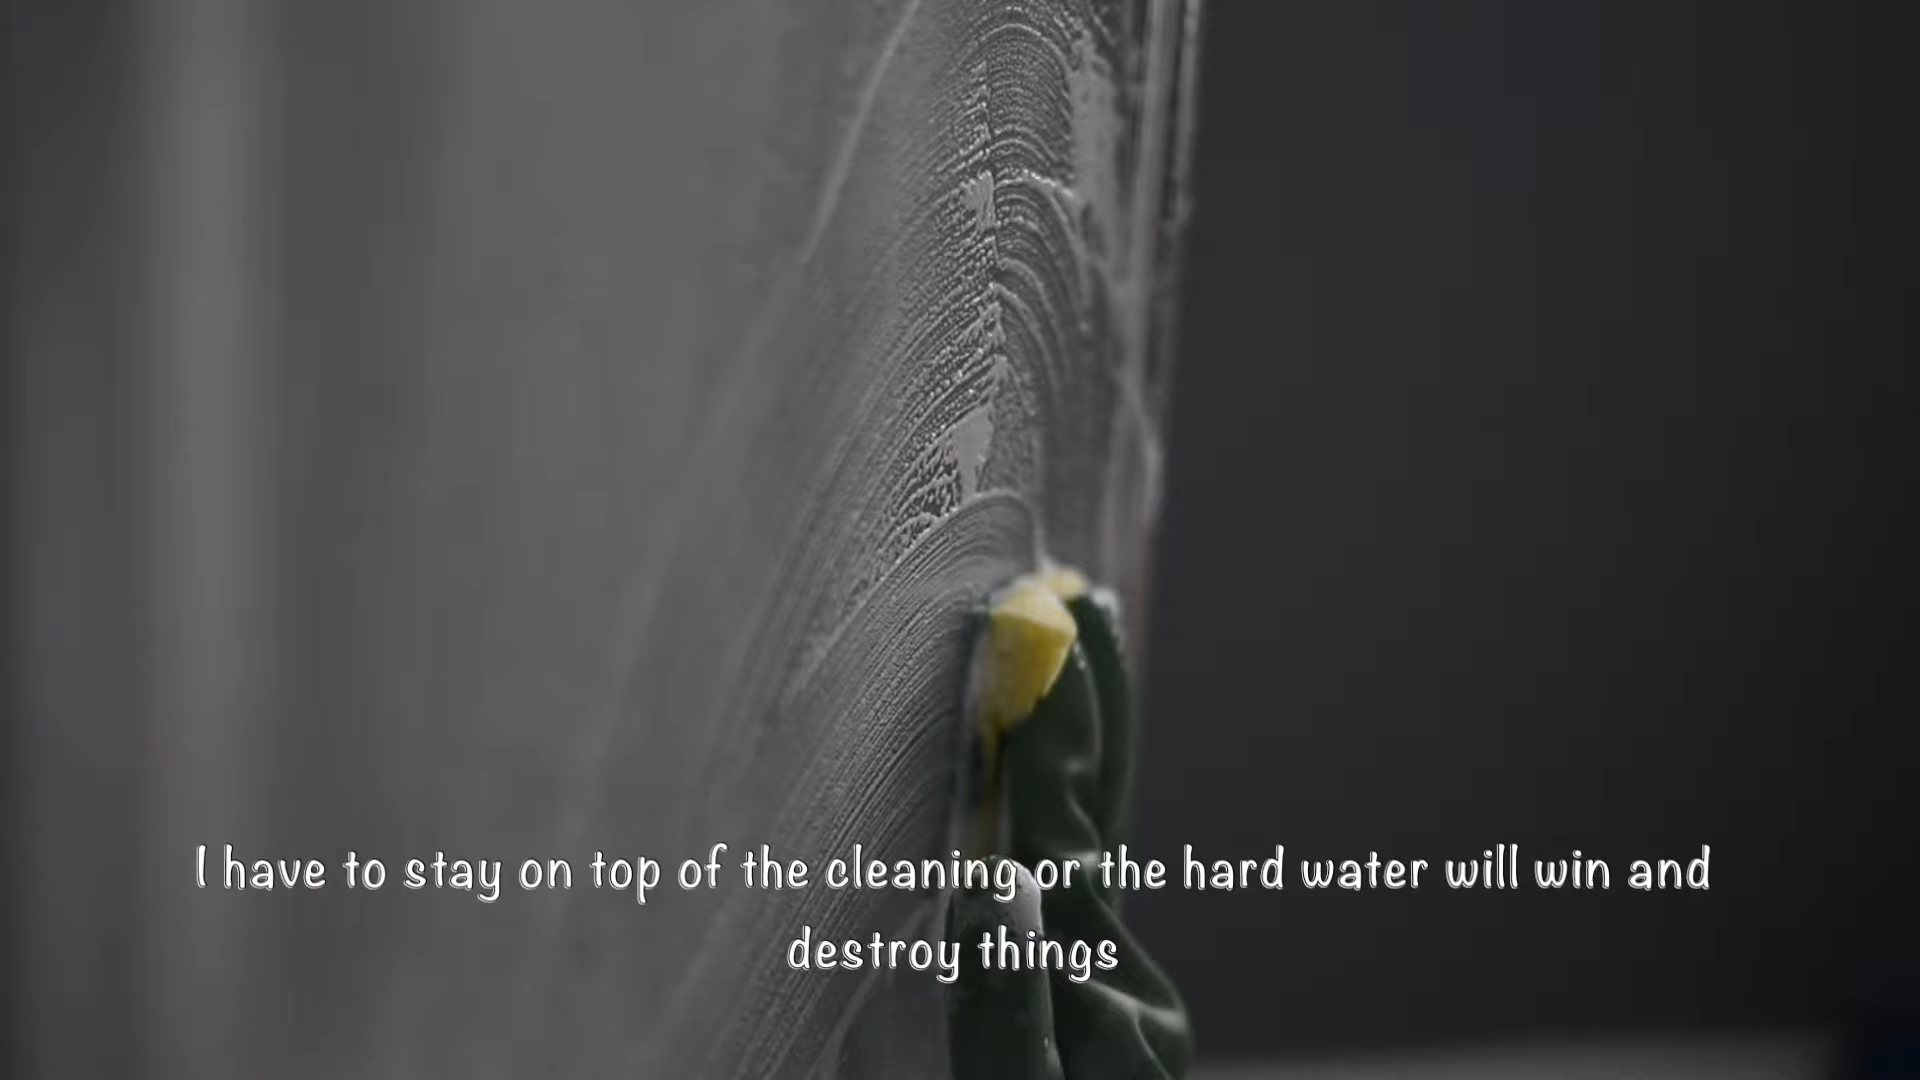 I have to stay on top of the cleaning or the hard water will win and
destroy things